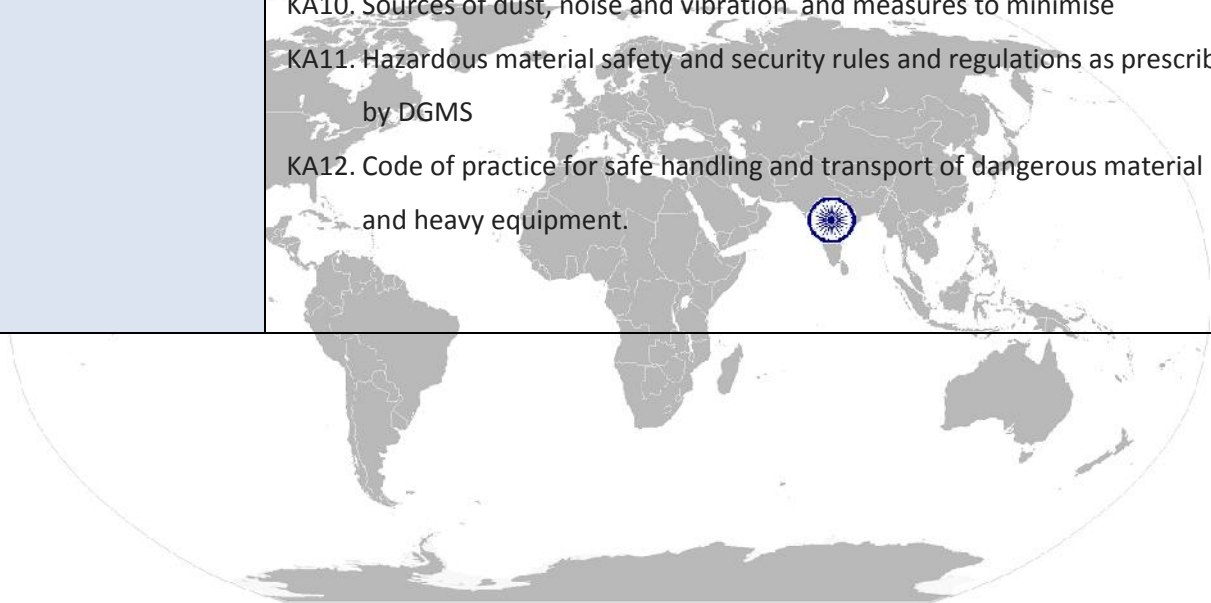 KA10. Sources of dust, noise and vibration and measures to minimise
KA11. Hazardous material safety and security rules and regulations as prescrib
by DGMS
KA12. Code of practice for safe handling and transport of dangerous material
and heavy equipment.